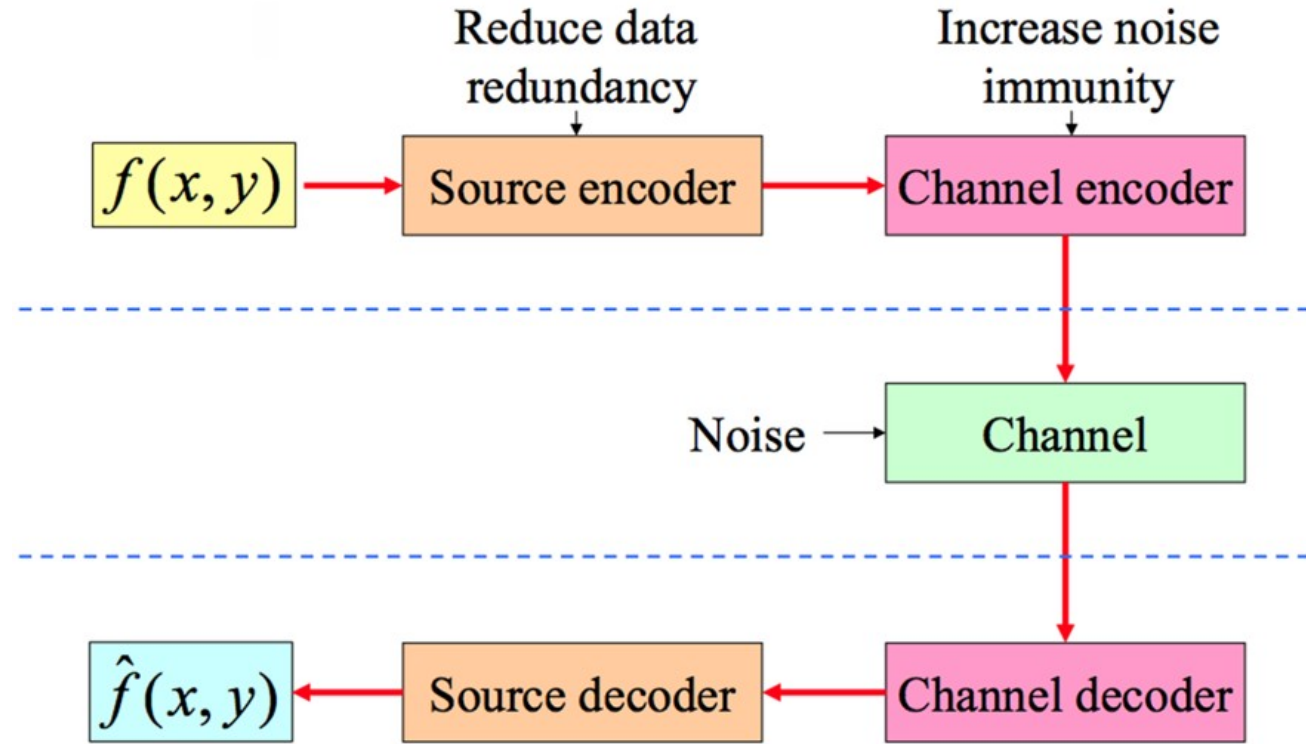 Reduce data
redundancy
Increase noise
immunity
f(x, y)
Source encoder
Channel encoder
Noise
Channel
f̂(x, y)
Source decoder
Channel decoder